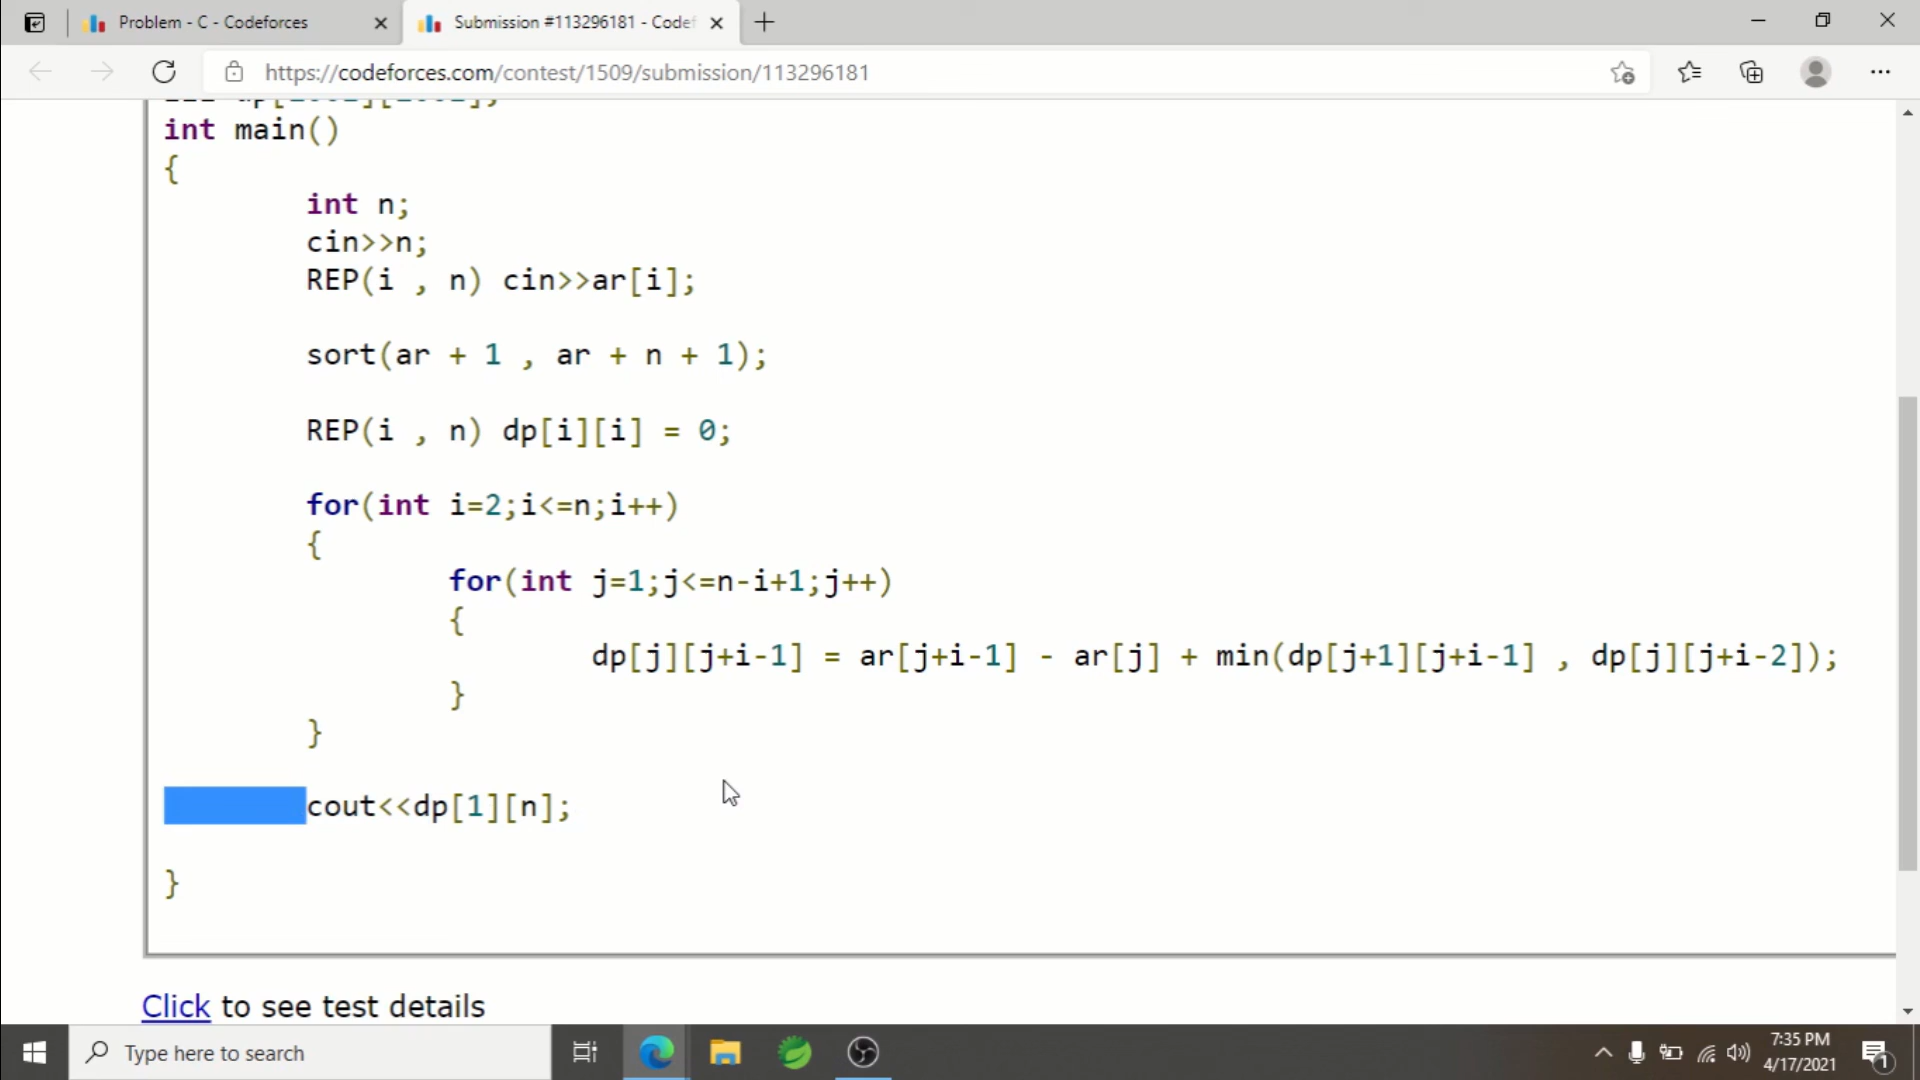 Problem - C - Codeforces
Submission #113296181 - Codef
https://codeforces.com/contest/1509/submission/113296181
int main()
{
int n;
cin>>n;
REP(i , n) cin>>ar[i];
sort(ar + 1 , ar + n + 1);
REP(i , n) dp[i][i] = 0;
for(int i=2;i<=n;i++)
{
for(int j=1;j<=n-i+1;j++)
{
dp[j][j+i-1] = ar[j+i-1] - ar[j] + min(dp[j+1][j+i-1] , dp[j][j+i-2]);
}
}
cout<<dp[1][n];
}
Click to see test details
Type here to search
7:35 PM
4/17/2021
1